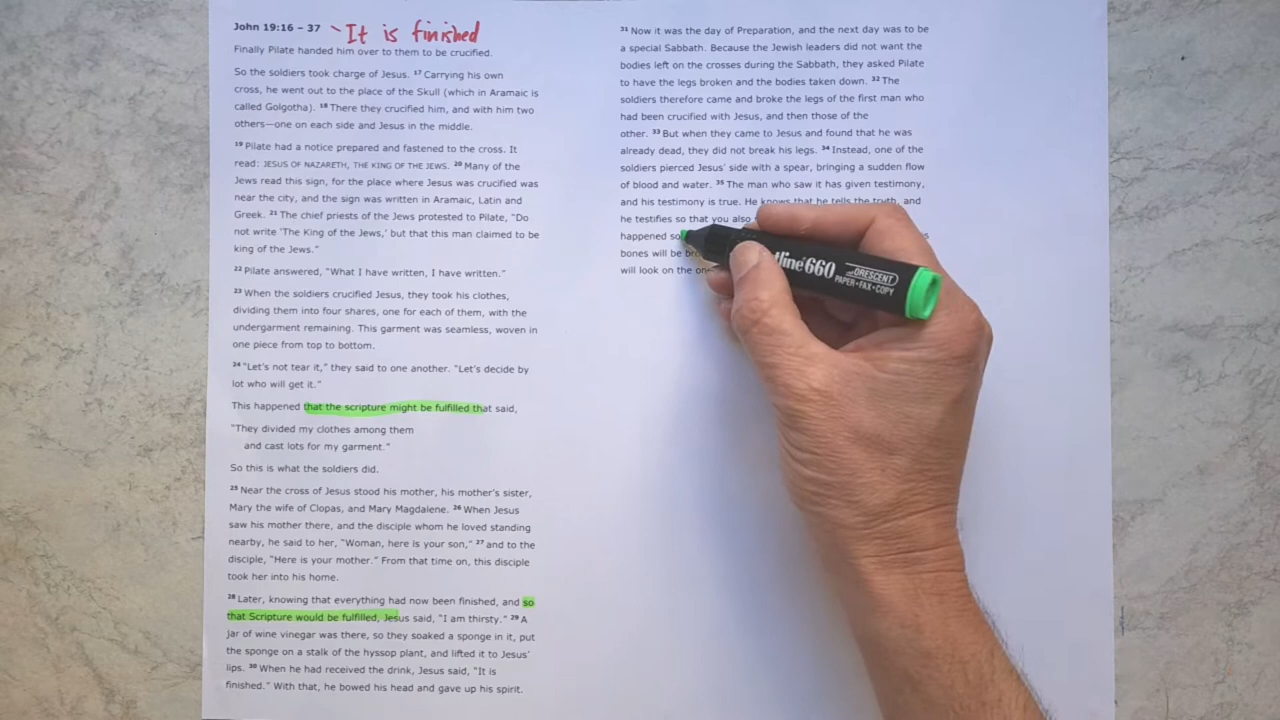 John 19:16 – 37 - It is finished
Finally Pilate handed him over to them to be crucified.
So the soldiers took charge of Jesus. 17 Carrying his own
cross, he went out to the place of the Skull (which in Aramaic is
called Golgotha). 18 There they crucified him, and with him two
others—one on each side and Jesus in the middle.
19 Pilate had a notice prepared and fastened to the cross. It
read: JESUS OF NAZARETH, THE KING OF THE JEWS. 20 Many of the
Jews read this sign, for the place where Jesus was crucified was
near the city, and the sign was written in Aramaic, Latin and
Greek. 21 The chief priests of the Jews protested to Pilate, “Do
not write ‘The King of the Jews,’ but that this man claimed to be
king of the Jews.”
22 Pilate answered, “What I have written, I have written.”
23 When the soldiers crucified Jesus, they took his clothes,
dividing them into four shares, one for each of them, with the
undergarment remaining. This garment was seamless, woven in
one piece from top to bottom.
24 “Let’s not tear it,” they said to one another. “Let’s decide by
lot who will get it.”
This happened that the scripture might be fulfilled that said,
“They divided my clothes among them
and cast lots for my garment.”
So this is what the soldiers did.
25 Near the cross of Jesus stood his mother, his mother’s sister,
Mary the wife of Clopas, and Mary Magdalene. 26 When Jesus
saw his mother there, and the disciple whom he loved standing
nearby, he said to her, “Woman, here is your son,” 27 and to the
disciple, “Here is your mother.” From that time on, this disciple
took her into his home.
28 Later, knowing that everything had now been finished, and so
that Scripture would be fulfilled, Jesus said, “I am thirsty.” 29 A
jar of wine vinegar was there, so they soaked a sponge in it, put
the sponge on a stalk of the hyssop plant, and lifted it to Jesus’
lips. 30 When he had received the drink, Jesus said, “It is
finished.” With that, he bowed his head and gave up his spirit.
31 Now it was the day of Preparation, and the next day was to be
a special Sabbath. Because the Jewish leaders did not want the
bodies left on the crosses during the Sabbath, they asked Pilate
to have the legs broken and the bodies taken down. 32 The
soldiers therefore came and broke the legs of the first man who
had been crucified with Jesus, and then those of the
other. 33 But when they came to Jesus and found that he was
already dead, they did not break his legs. 34 Instead, one of the
soldiers pierced Jesus’ side with a spear, bringing a sudden flow
of blood and water. 35 The man who saw it has given testimony,
and his testimony is true. He knows that he tells the truth, and
he testifies so that you also
happened so
bones will be
will look on the
660
PAPER•FAX•COPY